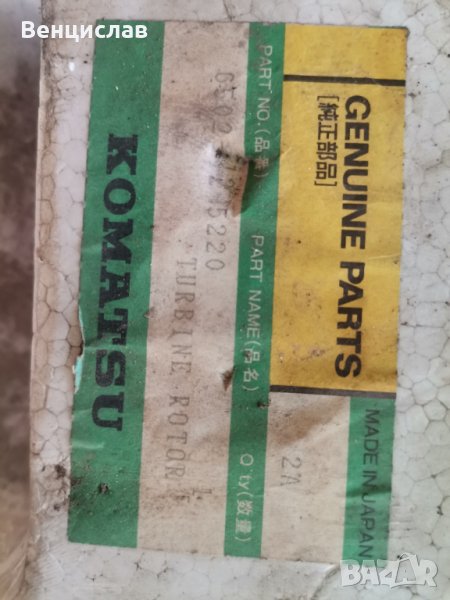 Венцислав
GENUINE PARTS
[純正部品]
MADE IN JAPAN
PART NO.(品番)
PART NAME(品名)
Q'ty(数量)
2A
TURBINE ROTOR
KOMATSU
BAZAR